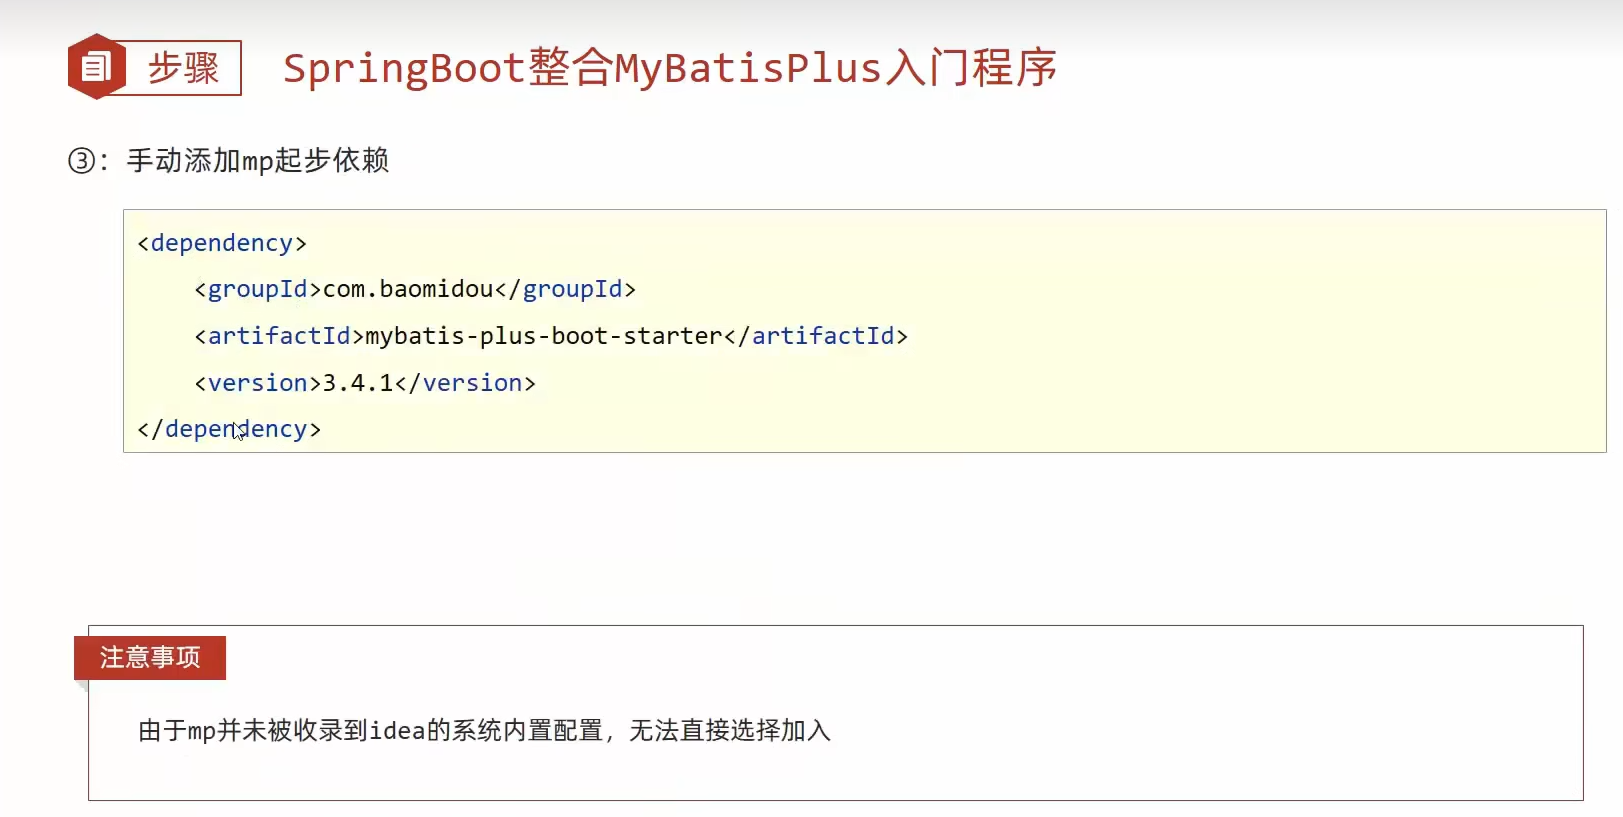 步骤 SpringBoot整合MyBatisPlus入门程序
③：手动添加mp起步依赖
<dependency>
    <groupId>com.baomidou</groupId>
    <artifactId>mybatis-plus-boot-starter</artifactId>
    <version>3.4.1</version>
</dependency>
注意事项
由于mp并未被收录到idea的系统内置配置，无法直接选择加入